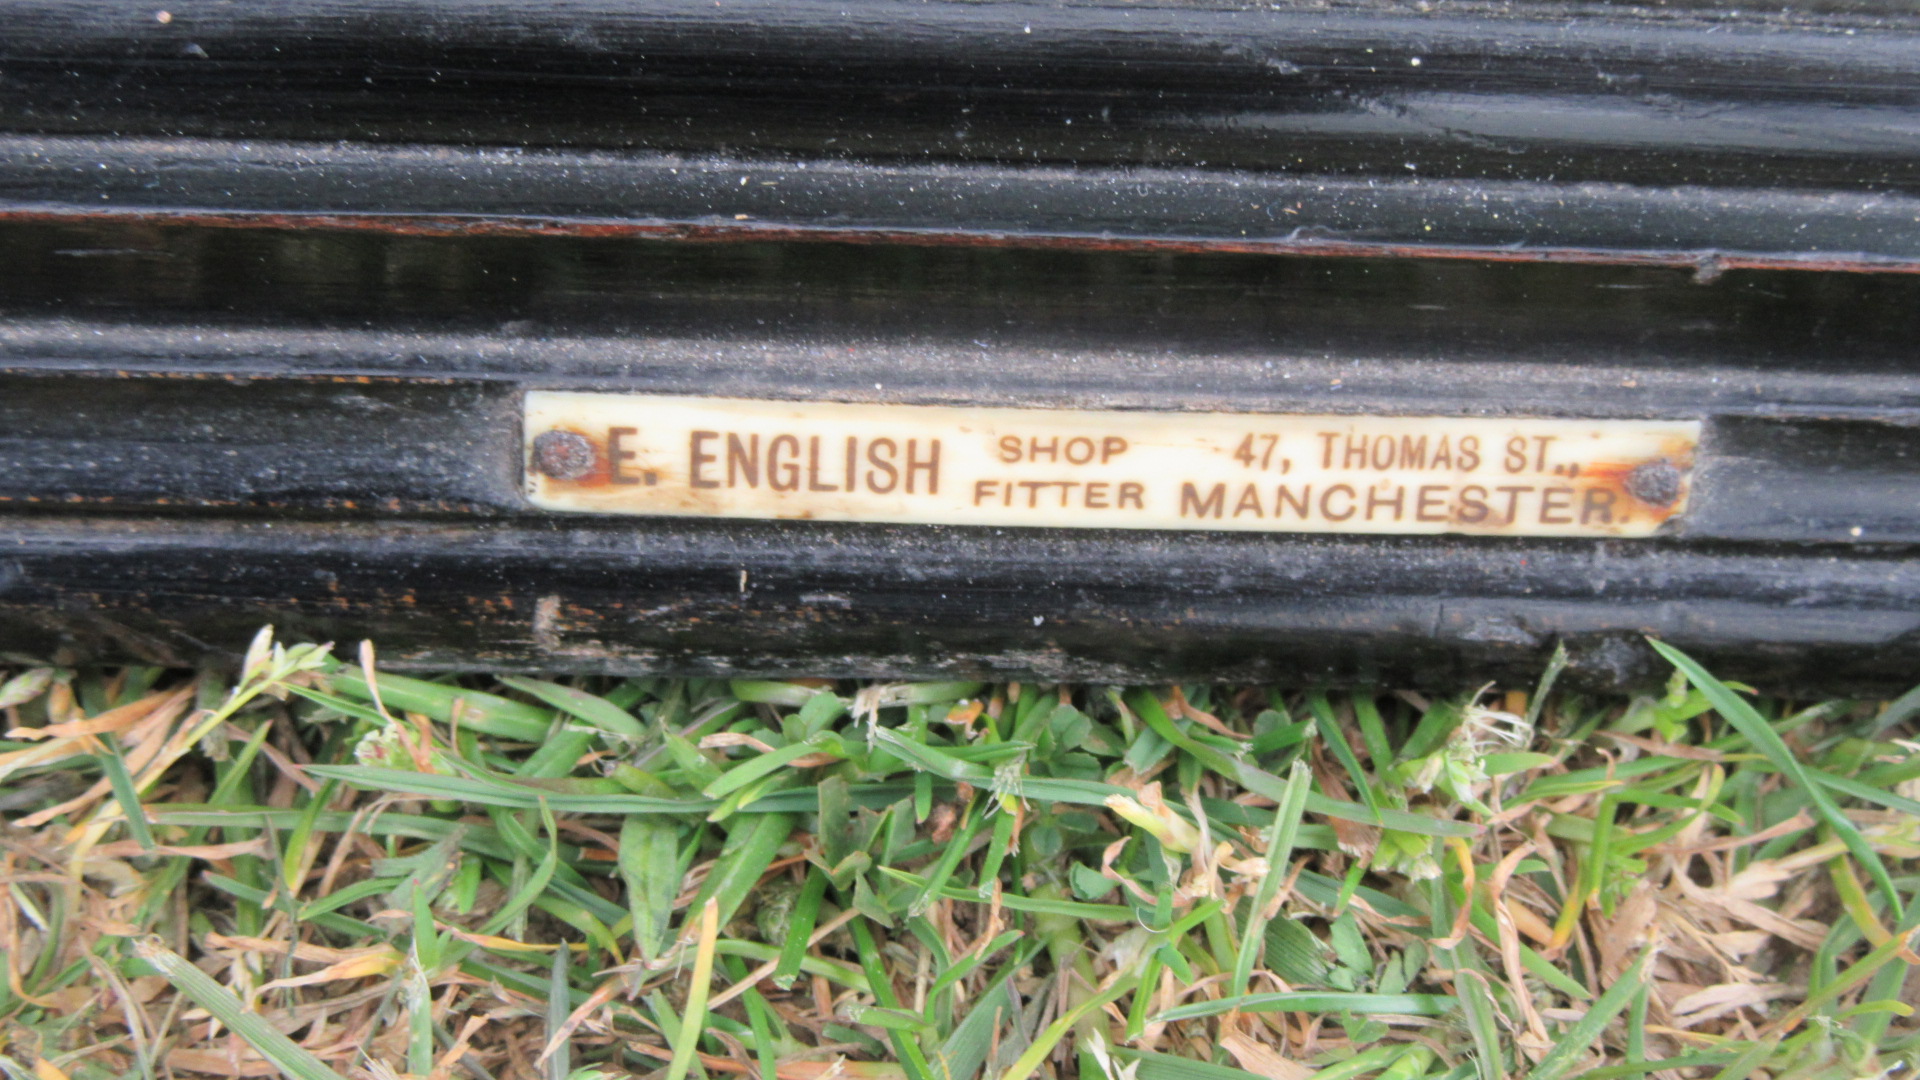 E. ENGLISH SHOP FITTER 47, THOMAS ST., MANCHESTER.